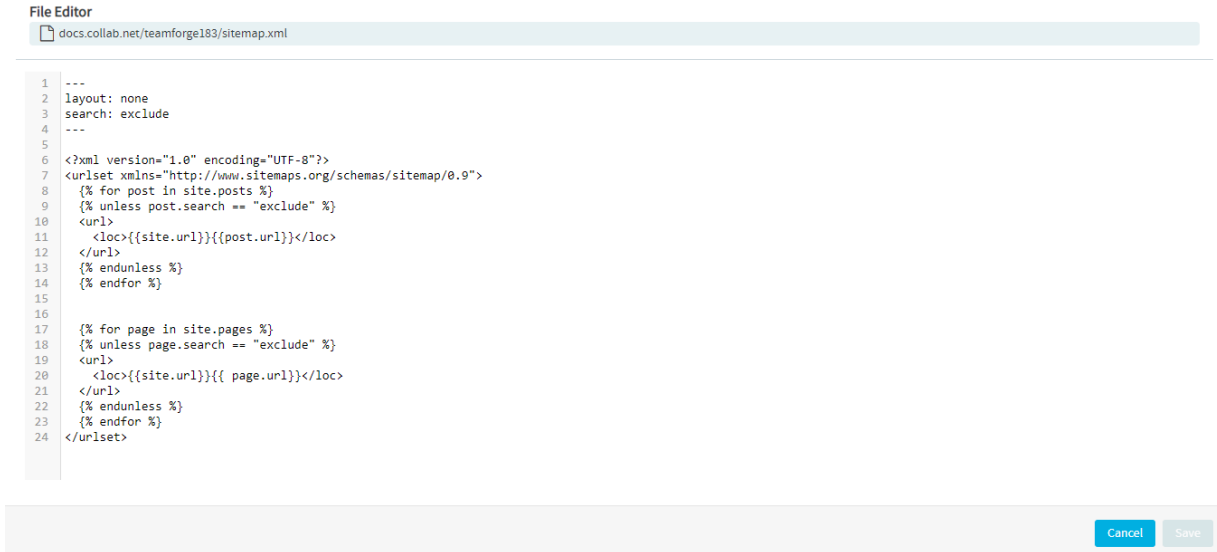 File Editor
docs.collab.net/teamforge183/sitemap.xml
1 ---
2 layout: none
3 search: exclude
4 ---
5
6 <?xml version="1.0" encoding="UTF-8"?>
7 <urlset xmlns="http://www.sitemaps.org/schemas/sitemap/0.9">
8   {% for post in site.posts %}
9   {% unless post.search == "exclude" %}
10   <url>
11     <loc>{{site.url}}{{post.url}}</loc>
12   </url>
13   {% endunless %}
14   {% endfor %}
15
16
17   {% for page in site.pages %}
18   {% unless page.search == "exclude" %}
19   <url>
20     <loc>{{site.url}}{{ page.url}}</loc>
21   </url>
22   {% endunless %}
23   {% endfor %}
24 </urlset>
Cancel Save